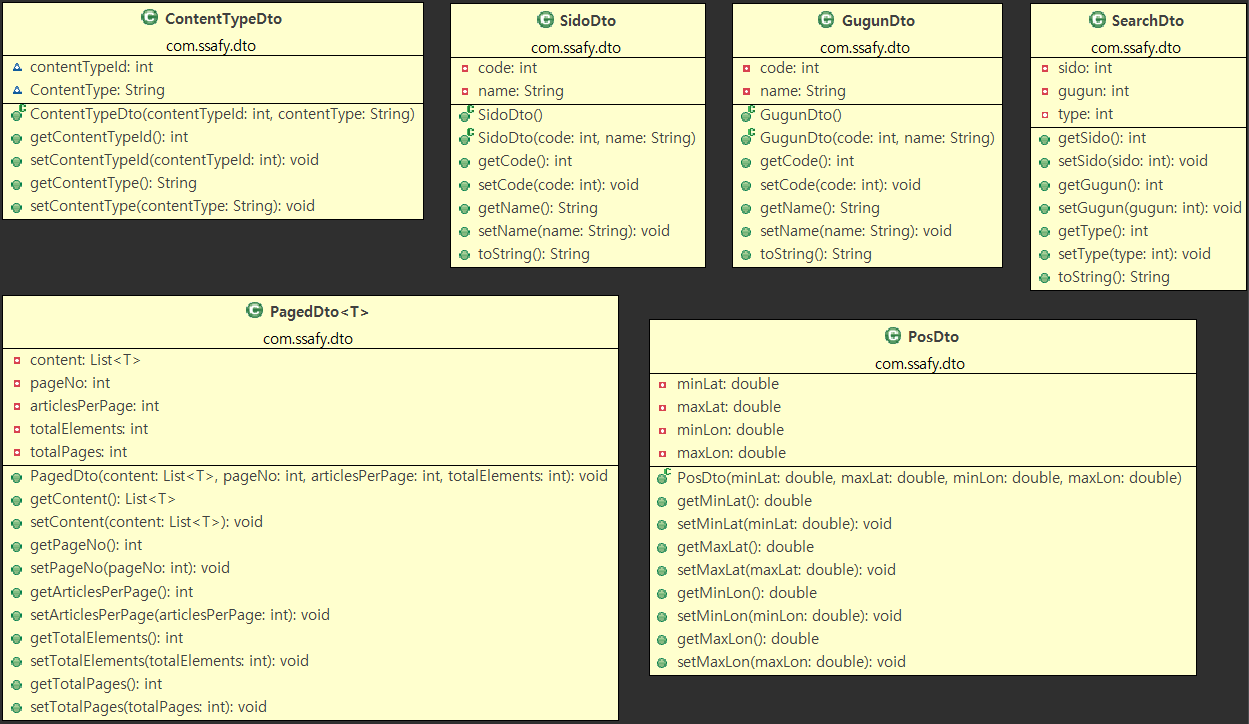 ContentTypeDto
com.ssafy.dto
contentTypeId: int
ContentType: String
ContentTypeDto(contentTypeId: int, contentType: String)
getContentTypeId(): int
setContentTypeId(contentTypeId: int): void
getContentType(): String
setContentType(contentType: String): void
SidoDto
com.ssafy.dto
code: int
name: String
SidoDto()
SidoDto(code: int, name: String)
getCode(): int
setCode(code: int): void
getName(): String
setName(name: String): void
toString(): String
GugunDto
com.ssafy.dto
code: int
name: String
GugunDto()
GugunDto(code: int, name: String)
getCode(): int
setCode(code: int): void
getName(): String
setName(name: String): void
toString(): String
SearchDto
com.ssafy.dto
sido: int
gugun: int
type: int
getSido(): int
setSido(sido: int): void
getGugun(): int
setGugun(gugun: int): void
getType(): int
setType(type: int): void
toString(): String
PagedDto<T>
com.ssafy.dto
content: List<T>
pageNo: int
articlesPerPage: int
totalElements: int
totalPages: int
PagedDto(content: List<T>, pageNo: int, articlesPerPage: int, totalElements: int): void
getContent(): List<T>
setContent(content: List<T>): void
getPageNo(): int
setPageNo(pageNo: int): void
getArticlesPerPage(): int
setArticlesPerPage(articlesPerPage: int): void
getTotalElements(): int
setTotalElements(totalElements: int): void
getTotalPages(): int
setTotalPages(totalPages: int): void
PosDto
com.ssafy.dto
minLat: double
maxLat: double
minLon: double
maxLon: double
PosDto(minLat: double, maxLat: double, minLon: double, maxLon: double)
getMinLat(): double
setMinLat(minLat: double): void
getMaxLat(): double
setMaxLat(maxLat: double): void
getMinLon(): double
setMinLon(minLon: double): void
getMaxLon(): double
setMaxLon(maxLon: double): void